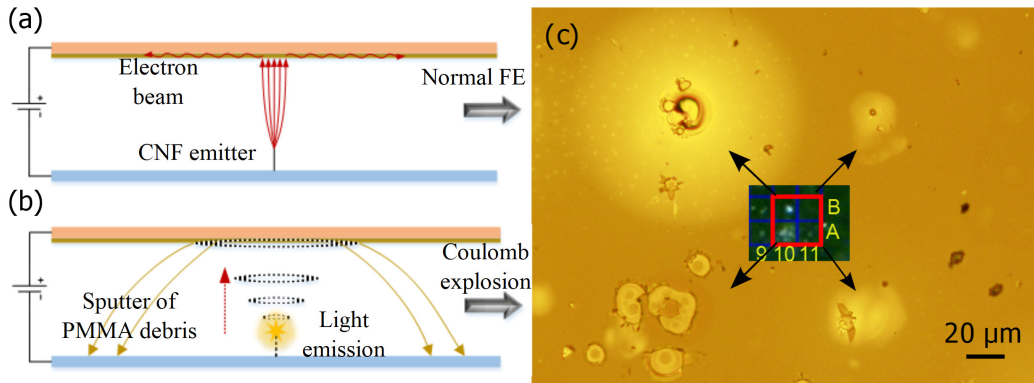 (a)
+
Electron
beam
Normal FE
CNF emitter
(b)
+
Sputter of
PMMA debris
Light
emission
Coulomb
explosion
(c)
B
A
9 10 11
20 µm